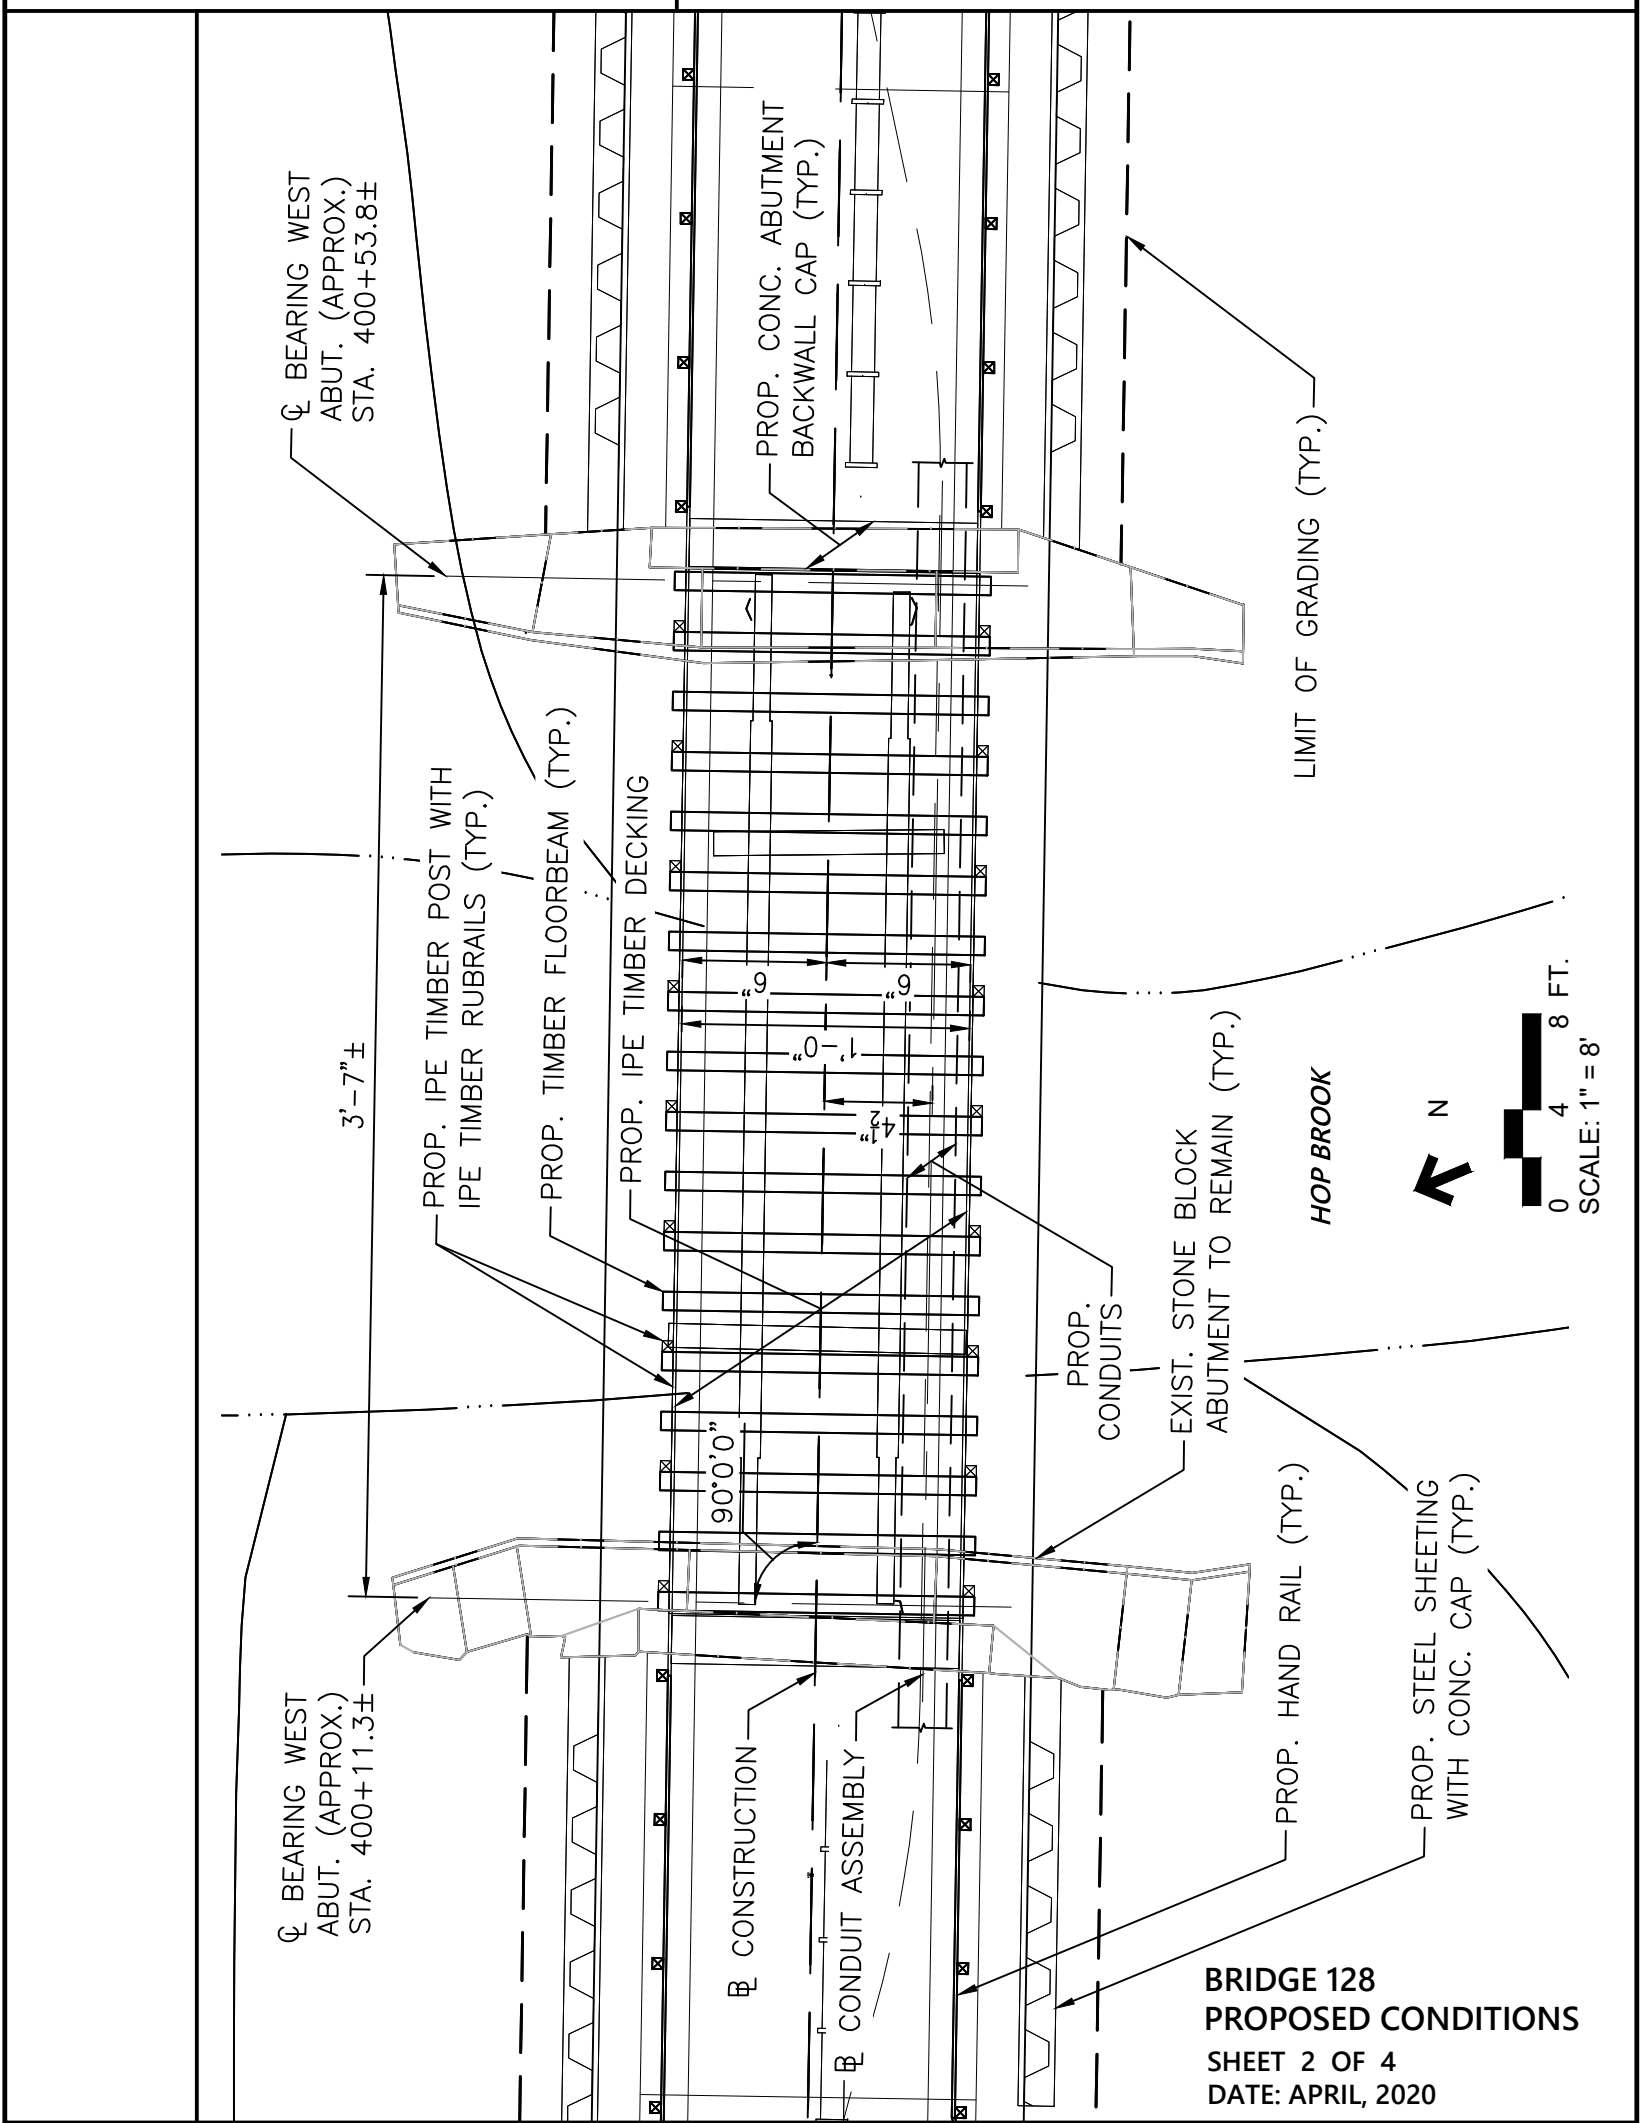 ℄ BEARING WEST
ABUT. (APPROX.)
STA. 400+53.8±
PROP. CONC. ABUTMENT
BACKWALL CAP (TYP.)
LIMIT OF GRADING (TYP.)
3'-7"±
PROP. IPE TIMBER POST WITH
IPE TIMBER RUBRAILS (TYP.)
PROP. TIMBER FLOORBEAM (TYP.)
PROP. IPE TIMBER DECKING
6"
6"
1'-0"
4½"
90°0'0"
PROP.
CONDUITS
EXIST. STONE BLOCK
ABUTMENT TO REMAIN (TYP.)
HOP BROOK
N
0 4 8 FT.
SCALE: 1" = 8'
℄ BEARING WEST
ABUT. (APPROX.)
STA. 400+11.3±
BL CONSTRUCTION
BL CONDUIT ASSEMBLY
PROP. HAND RAIL (TYP.)
PROP. STEEL SHEETING
WITH CONC. CAP (TYP.)
BRIDGE 128
PROPOSED CONDITIONS
SHEET 2 OF 4
DATE: APRIL, 2020